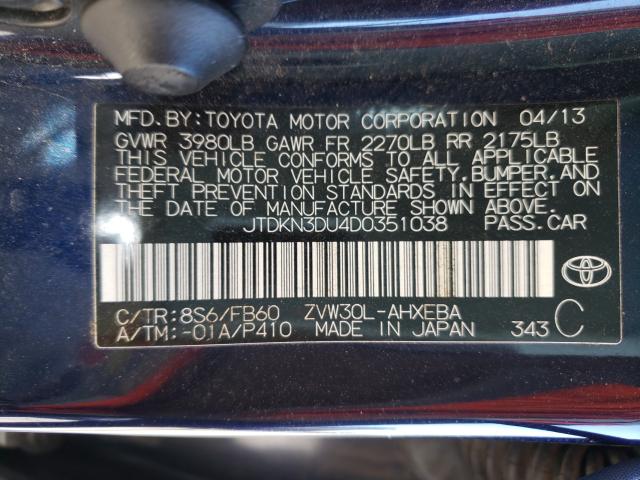 MFD.BY:TOYOTA MOTOR CORPORATION 04/13
GVWR 3980LB GAWR FR 2270LB RR 2175LB
THIS VEHICLE CONFORMS TO ALL APPLICABLE
FEDERAL MOTOR VEHICLE SAFETY,BUMPER,AND
THEFT PREVENTION STANDARDS IN EFFECT ON
THE DATE OF MANUFACTURE SHOWN ABOVE.
JTDKN3DU4D0351038 PASS.CAR
C/TR:8S6/FB60 ZVW30L-AHXEBA
A/TM:-01A/P410 MADE IN JAPAN 343 C